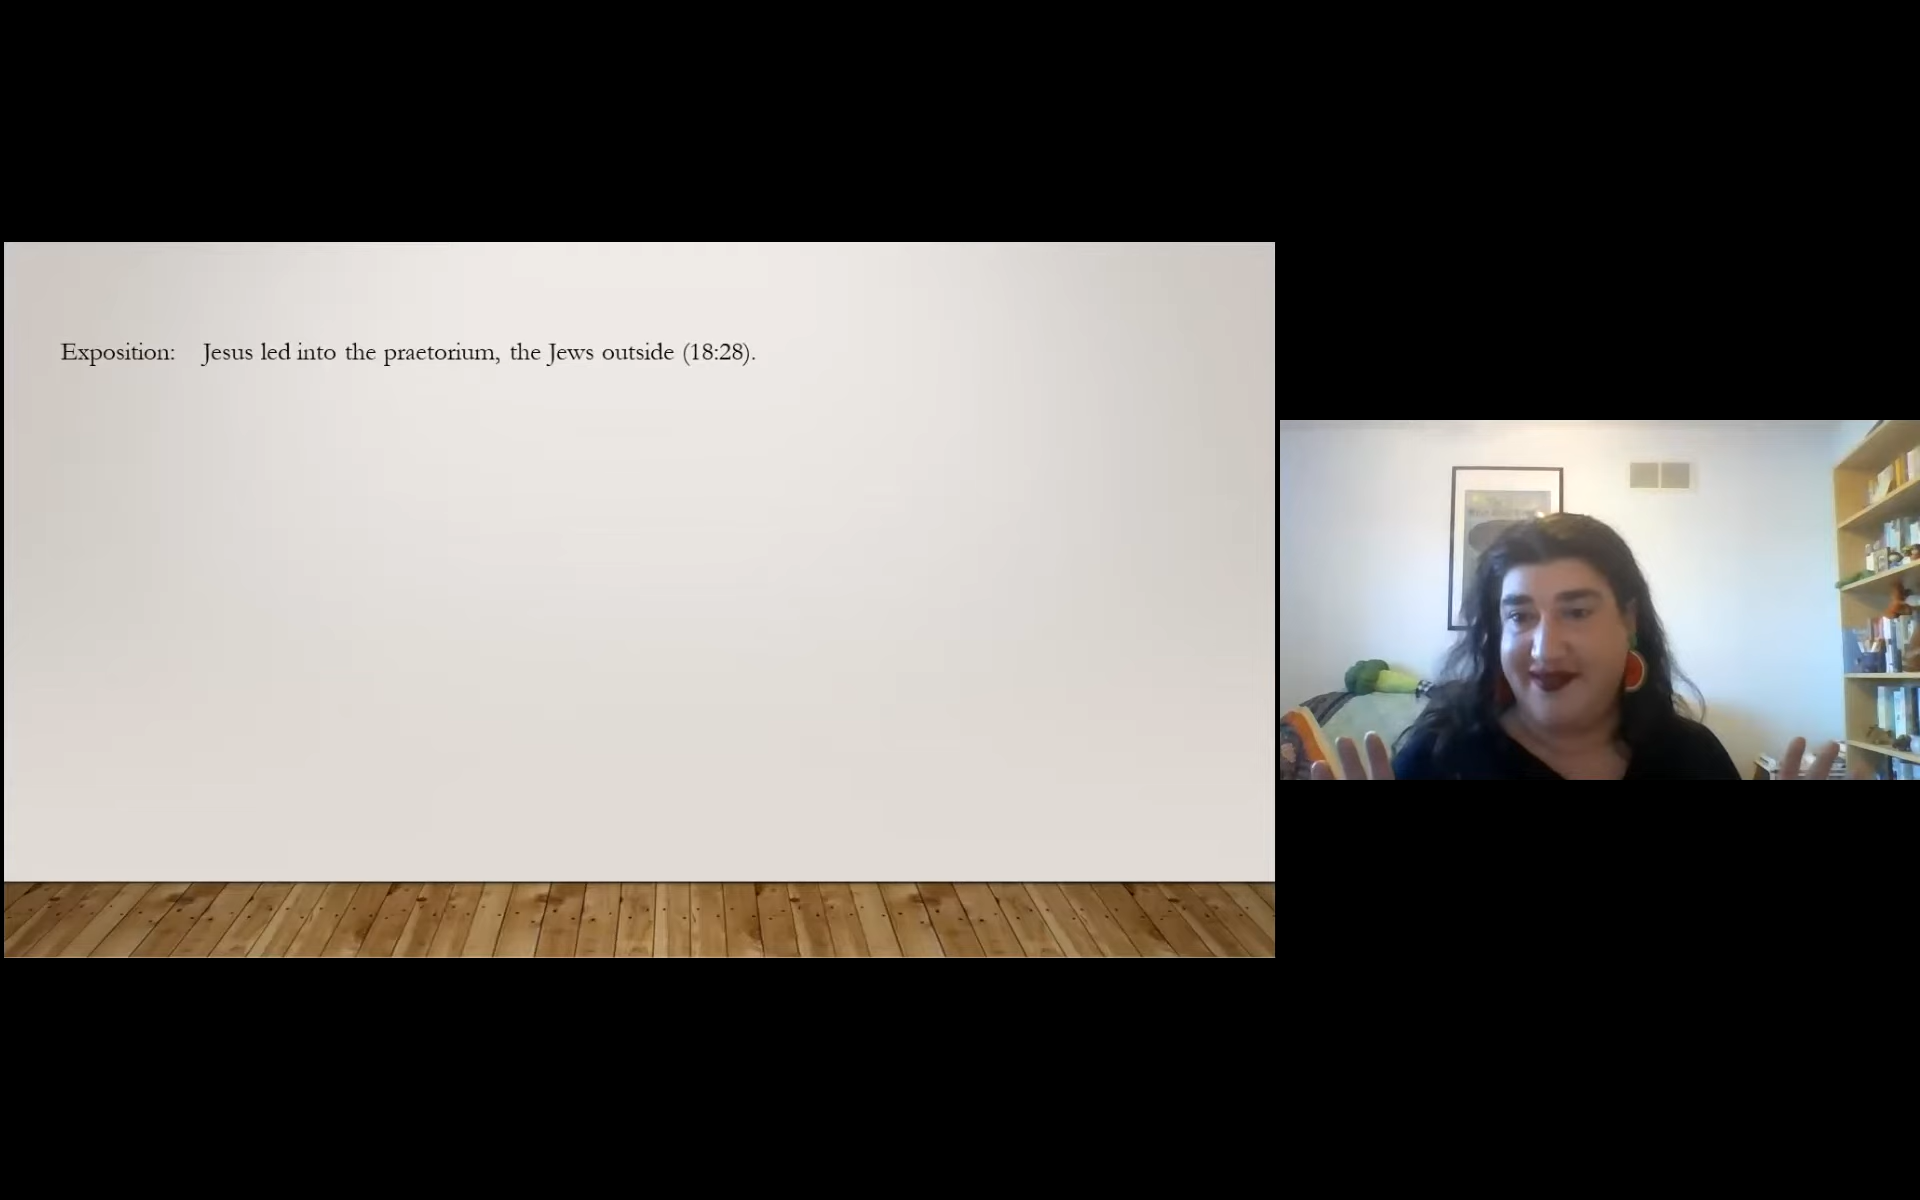 Exposition: Jesus led into the praetorium, the Jews outside (18:28).